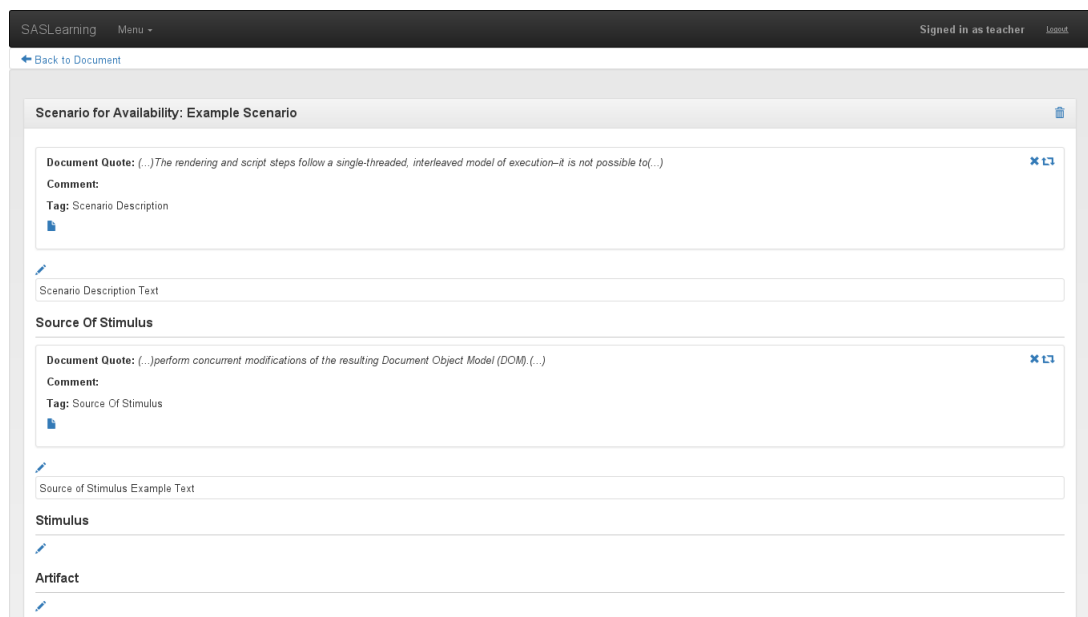 SASLearning Menu Signed in as teacher Logout
Back to Document
Scenario for Availability: Example Scenario
Document Quote: (...)The rendering and script steps follow a single-threaded, interleaved model of execution–it is not possible to(...)
Comment:
Tag: Scenario Description
Scenario Description Text
Source Of Stimulus
Document Quote: (...)perform concurrent modifications of the resulting Document Object Model (DOM).(...)
Comment:
Tag: Source Of Stimulus
Source of Stimulus Example Text
Stimulus
Artifact